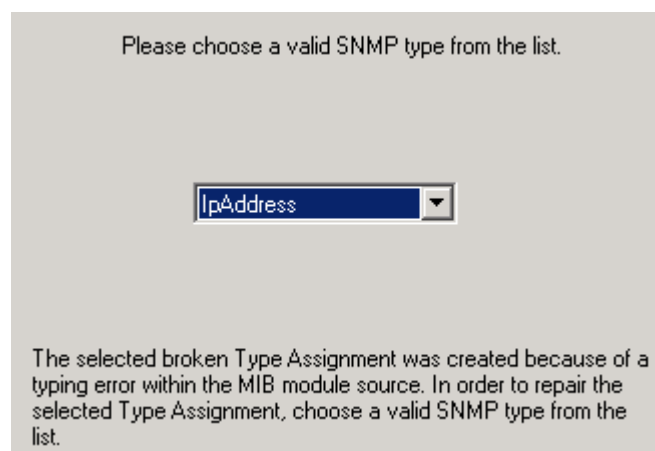 Please choose a valid SNMP type from the list.
IpAddress
The selected broken Type Assignment was created because of a
typing error within the MIB module source. In order to repair the
selected Type Assignment, choose a valid SNMP type from the
list.